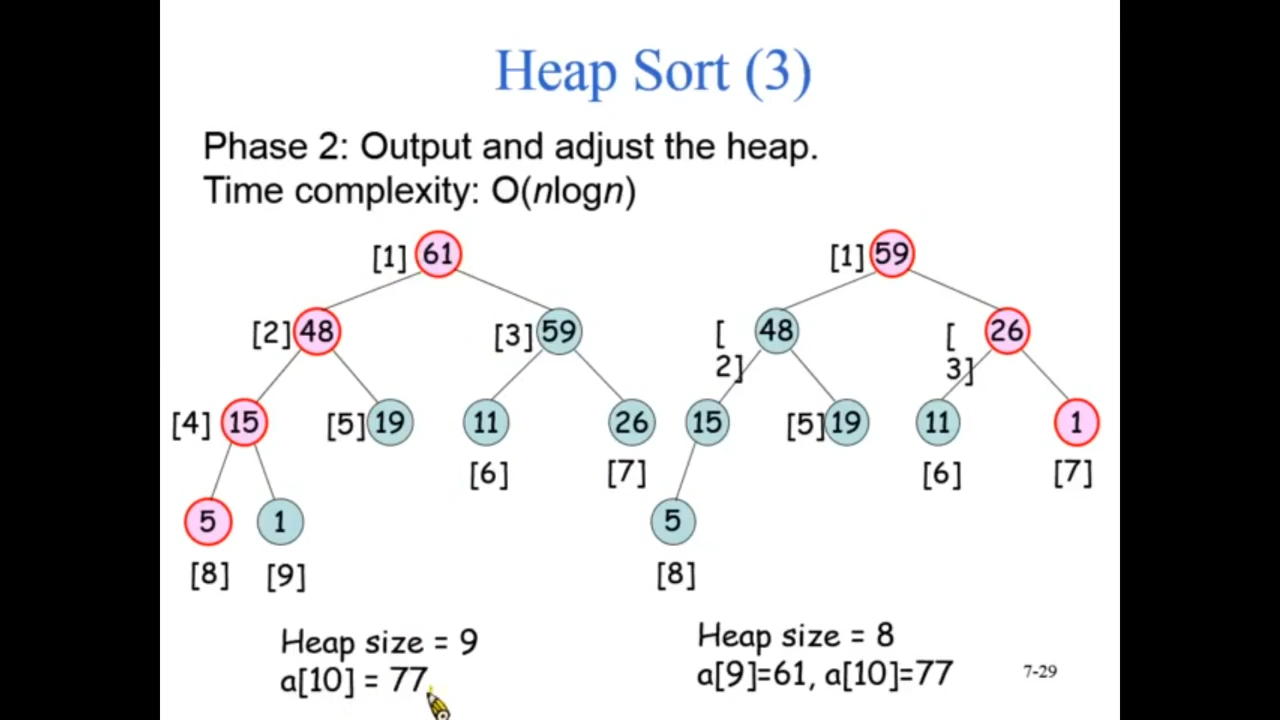 Heap Sort (3)
Phase 2: Output and adjust the heap.
Time complexity: O(nlogn)
[1] 61
[2] 48 [3] 59
[4] 15 [5] 19 11 26
[6] [7]
5 1
[8] [9]
Heap size = 9
a[10] = 77
[1] 59
[ 48 [ 26
2] 3]
15 [5] 19 11 1
[6] [7]
5
[8]
Heap size = 8
a[9]=61, a[10]=77
7-29